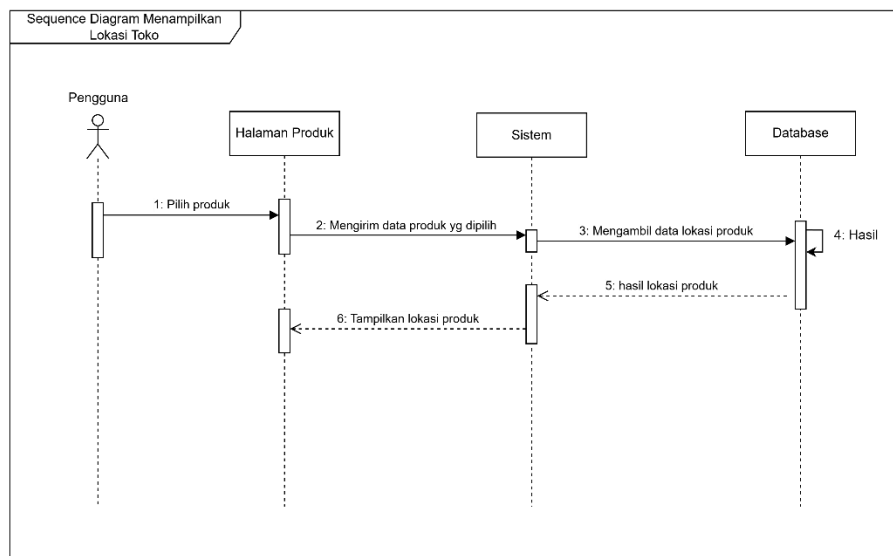 Sequence Diagram Menampilkan
Lokasi Toko
Pengguna
Halaman Produk
Sistem
Database
1: Pilih produk
2: Mengirim data produk yg dipilih
3: Mengambil data lokasi produk
4: Hasil
5: hasil lokasi produk
6: Tampilkan lokasi produk